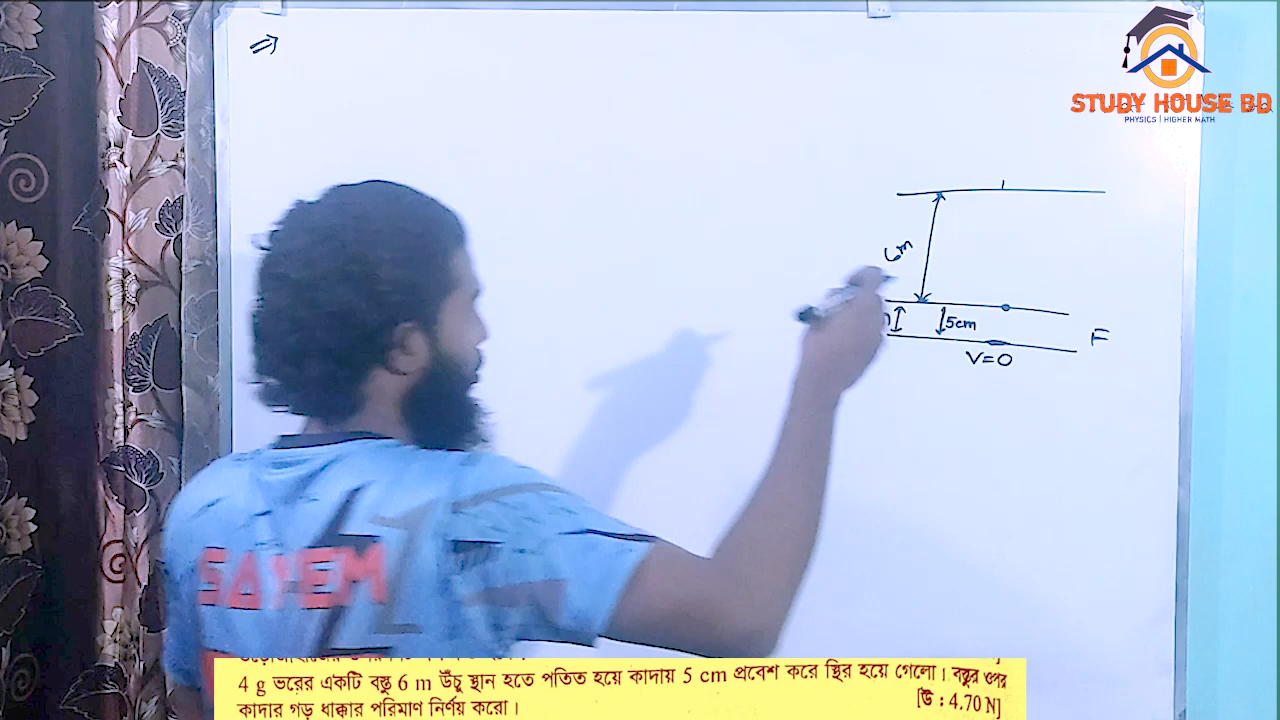 ⇒
STUDY HOUSE BD
PHYSICS | HIGHER MATH
6m
5cm
F
V=0
SAYEM
4 g ভরের একটি বস্তু 6 m উঁচু স্থান হতে পতিত হয়ে কাদায় 5 cm প্রবেশ করে স্থির হয়ে গেলো। বস্তুর ওপর
কাদার গড় ধাক্কার পরিমাণ নির্ণয় করো। [উ : 4.70 N]